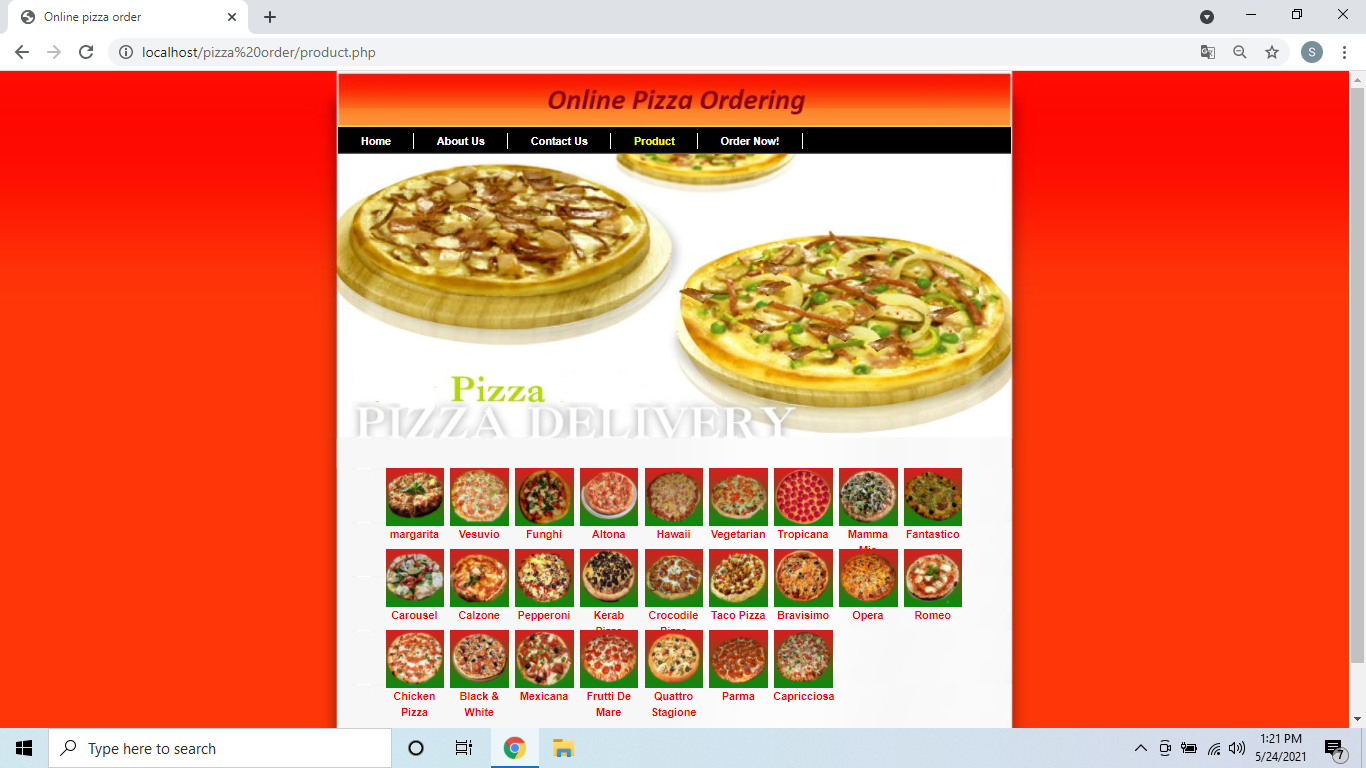 Online pizza order
localhost/pizza%20order/product.php
S
Online Pizza Ordering
Home About Us Contact Us Product Order Now!
Pizza
PIZZA DELIVERY
margarita Vesuvio Funghi Altona Hawaii Vegetarian Tropicana Mamma Fantastico
Mia
Carousel Calzone Pepperoni Kerab Crocodile Taco Pizza Bravisimo Opera Romeo
Pizza Pizza
Chicken Black & Mexicana Frutti De Quattro Parma Capricciosa
Pizza White Mare Stagione
Type here to search
1:21 PM
5/24/2021
7